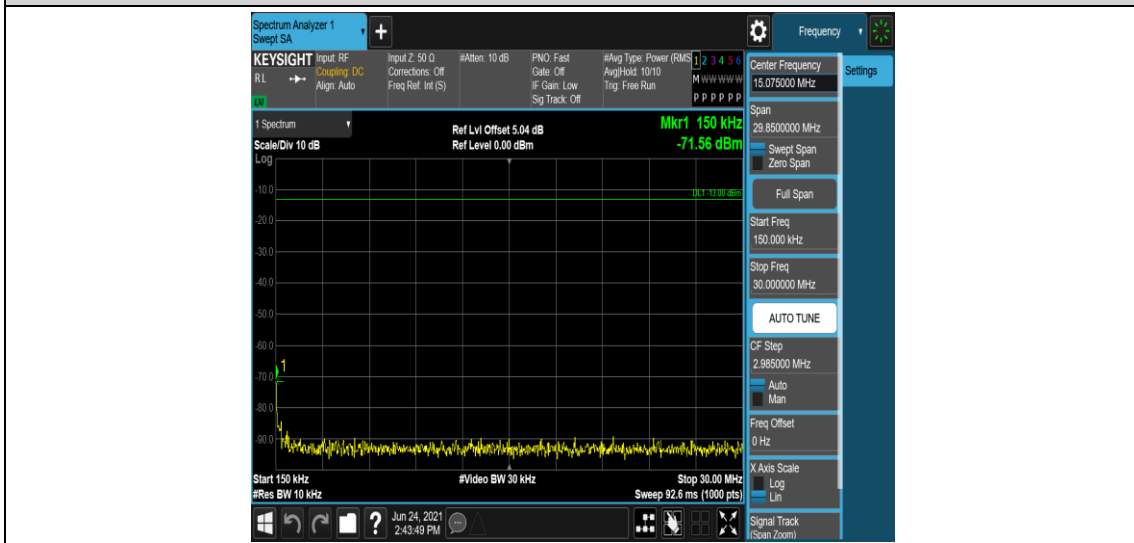 Spectrum Analyzer 1
Swept SA
+
Frequency
KEYSIGHT
RL
LXI
Input: RF
Coupling: DC
Align: Auto
Input Z: 50 Ω
Corrections: Off
Freq Ref: Int (S)
#Atten: 10 dB
PNO: Fast
Gate: Off
IF Gain: Low
Sig Track: Off
#Avg Type: Power (RMS
Avg|Hold: 10/10
Trig: Free Run
1 2 3 4 5 6
M W W W W W
P P P P P P
1 Spectrum
Scale/Div 10 dB
Log
Ref Lvl Offset 5.04 dB
Ref Level 0.00 dBm
Mkr1 150 kHz
-71.56 dBm
DL1 -13.00 dBm
-10.0
-20.0
-30.0
-40.0
-50.0
-60.0
-70.0
-80.0
-90.0
1
Start 150 kHz
#Res BW 10 kHz
#Video BW 30 kHz
Stop 30.00 MHz
Sweep 92.6 ms (1000 pts)
Center Frequency
15.075000 MHz
Settings
Span
29.8500000 MHz
Swept Span
Zero Span
Full Span
Start Freq
150.000 kHz
Stop Freq
30.000000 MHz
AUTO TUNE
CF Step
2.985000 MHz
Auto
Man
Freq Offset
0 Hz
X Axis Scale
Log
Lin
Signal Track
(Span Zoom)
?
Jun 24, 2021
2:43:49 PM